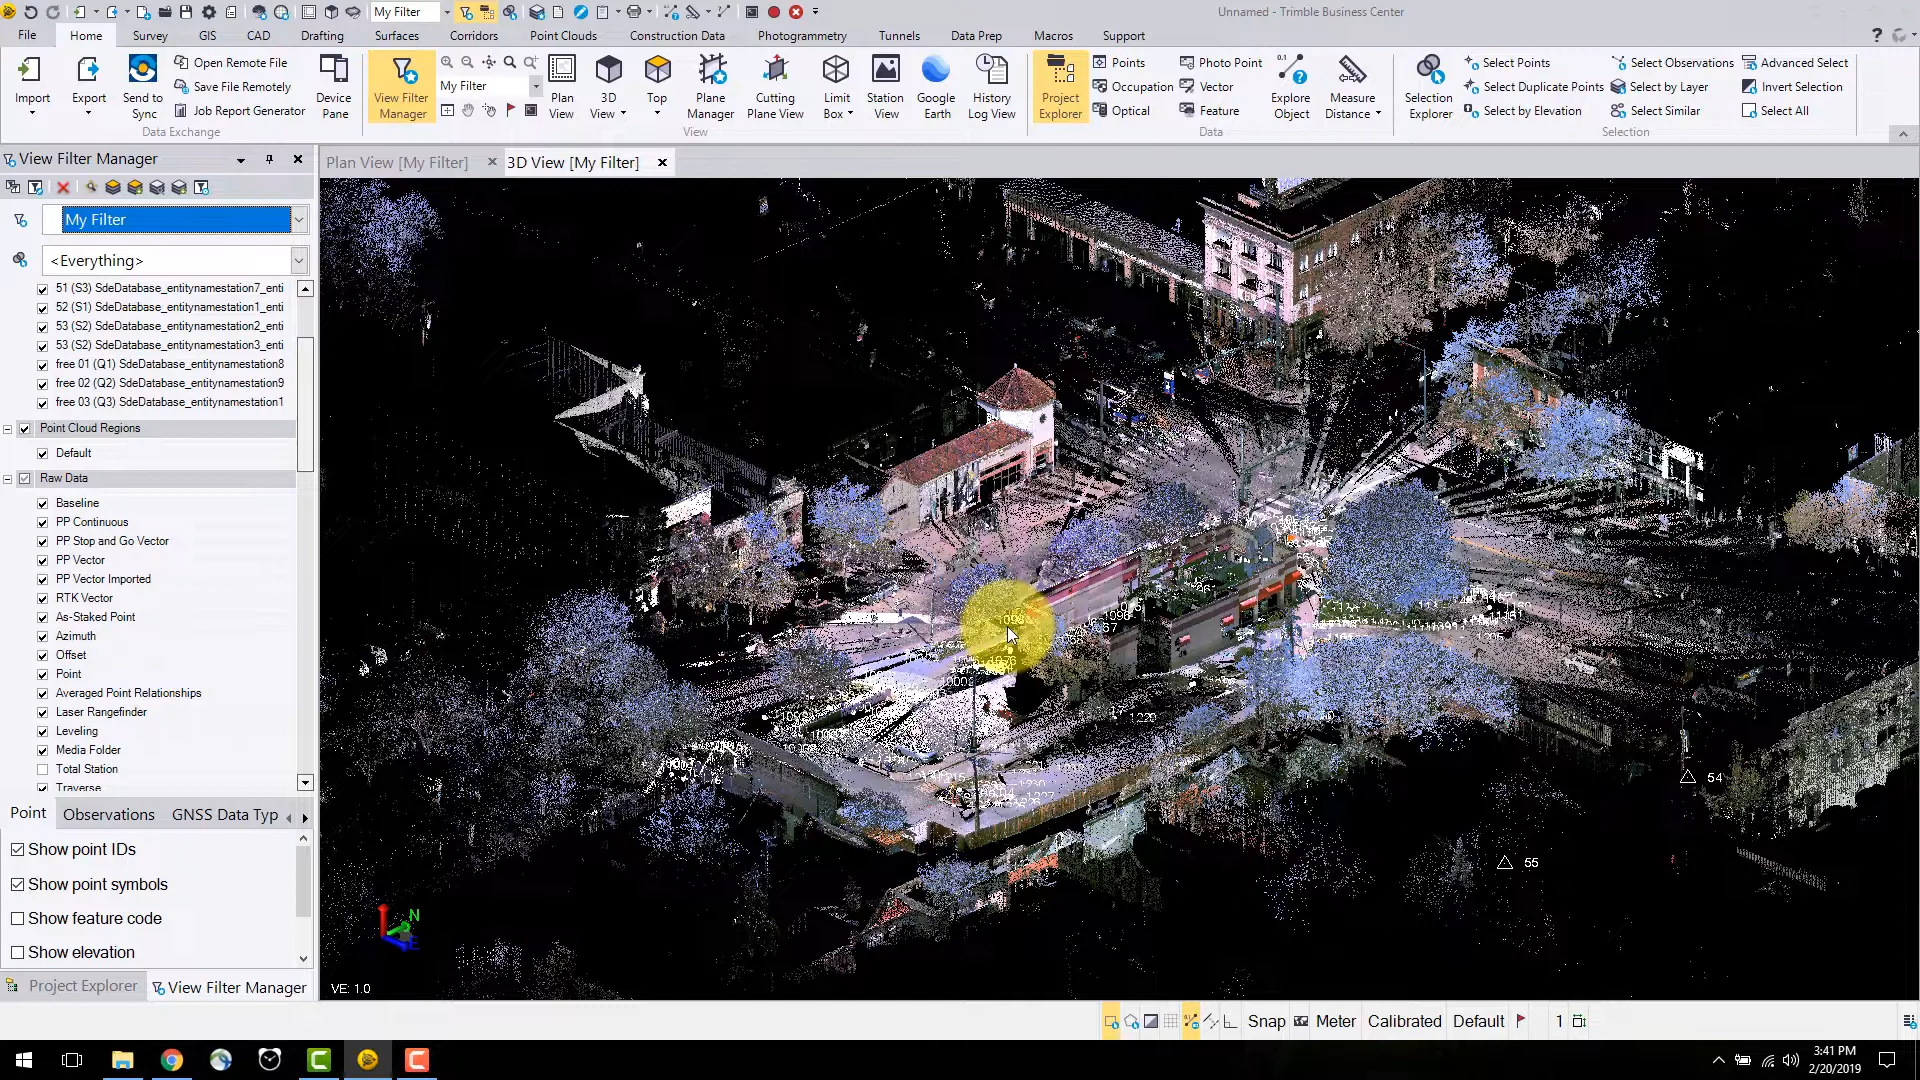 My Filter
Unnamed - Trimble Business Center
File Home Survey GIS CAD Drafting Surfaces Corridors Point Clouds Construction Data Photogrammetry Tunnels Data Prep Macros Support
Import
Export
Send to Sync
Open Remote File
Save File Remotely
Job Report Generator
Data Exchange
Device Pane
View Filter Manager
My Filter
Plan View
3D View
Top
Plane Manager
Cutting Plane View
Limit Box
Station View
Google Earth
History Log View
View
Project Explorer
Points
Occupation
Optical
Photo Point
Vector
Feature
Explore Object
Measure Distance
Data
Selection Explorer
Select Points
Select Duplicate Points
Select by Elevation
Select Observations
Select by Layer
Select Similar
Advanced Select
Invert Selection
Select All
Selection
View Filter Manager
Plan View [My Filter]
3D View [My Filter]
My Filter
<Everything>
51 (S3) SdeDatabase_entitynamestation7_enti
52 (S1) SdeDatabase_entitynamestation1_enti
53 (S2) SdeDatabase_entitynamestation2_enti
53 (S2) SdeDatabase_entitynamestation3_enti
free 01 (Q1) SdeDatabase_entitynamestation8
free 02 (Q2) SdeDatabase_entitynamestation9
free 03 (Q3) SdeDatabase_entitynamestation1
Point Cloud Regions
Default
Raw Data
Baseline
PP Continuous
PP Stop and Go Vector
PP Vector
PP Vector Imported
RTK Vector
As-Staked Point
Azimuth
Offset
Point
Averaged Point Relationships
Laser Rangefinder
Leveling
Media Folder
Total Station
Traverse
Point Observations GNSS Data Typ
Show point IDs
Show point symbols
Show feature code
Show elevation
Project Explorer
View Filter Manager
54
55
1220
N
VE: 1.0
Snap Meter Calibrated Default 1
3:41 PM
2/20/2019